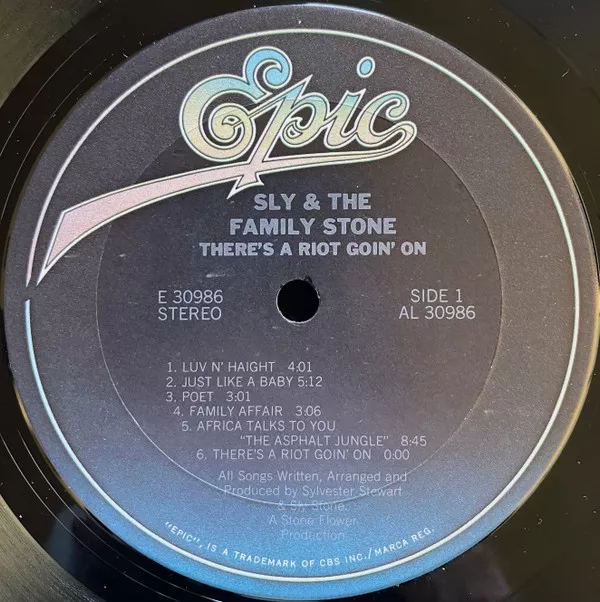 Epic
SLY & THE
FAMILY STONE
THERE'S A RIOT GOIN' ON
E 30986
STEREO
SIDE 1
AL 30986
1. LUV N' HAIGHT 4:01
2. JUST LIKE A BABY 5:12
3. POET 3:01
4. FAMILY AFFAIR 3:06
5. AFRICA TALKS TO YOU
"THE ASPHALT JUNGLE" 8:45
6. THERE'S A RIOT GOIN' ON 0:00
All Songs Written, Arranged and
Produced by Sylvester Stewart
& Sly Stone.
A Stone Flower
Production
"EPIC", IS A TRADEMARK OF CBS INC./MARCA REG.